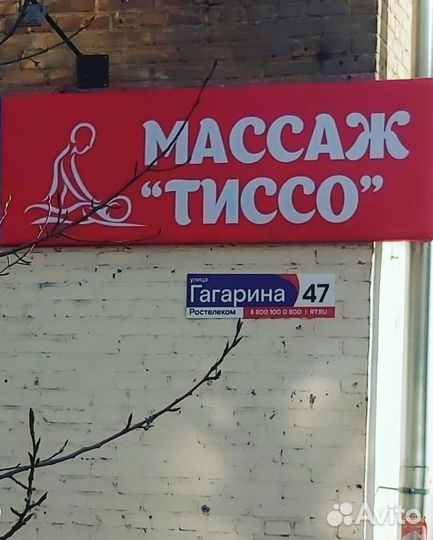 МАССАЖ
“ТИССО”
улица
Гагарина 47
Ростелеком 8 800 100 0 800 | RT.RU
Avito